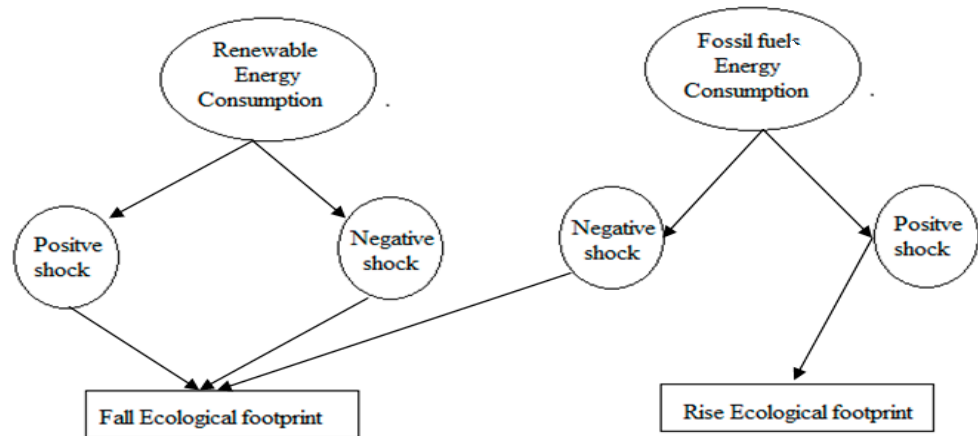 Renewable
Energy
Consumption
Fossil fuels
Energy
Consumption
Positve
shock
Negative
shock
Negative
shock
Positve
shock
Fall Ecological footprint
Rise Ecological footprint